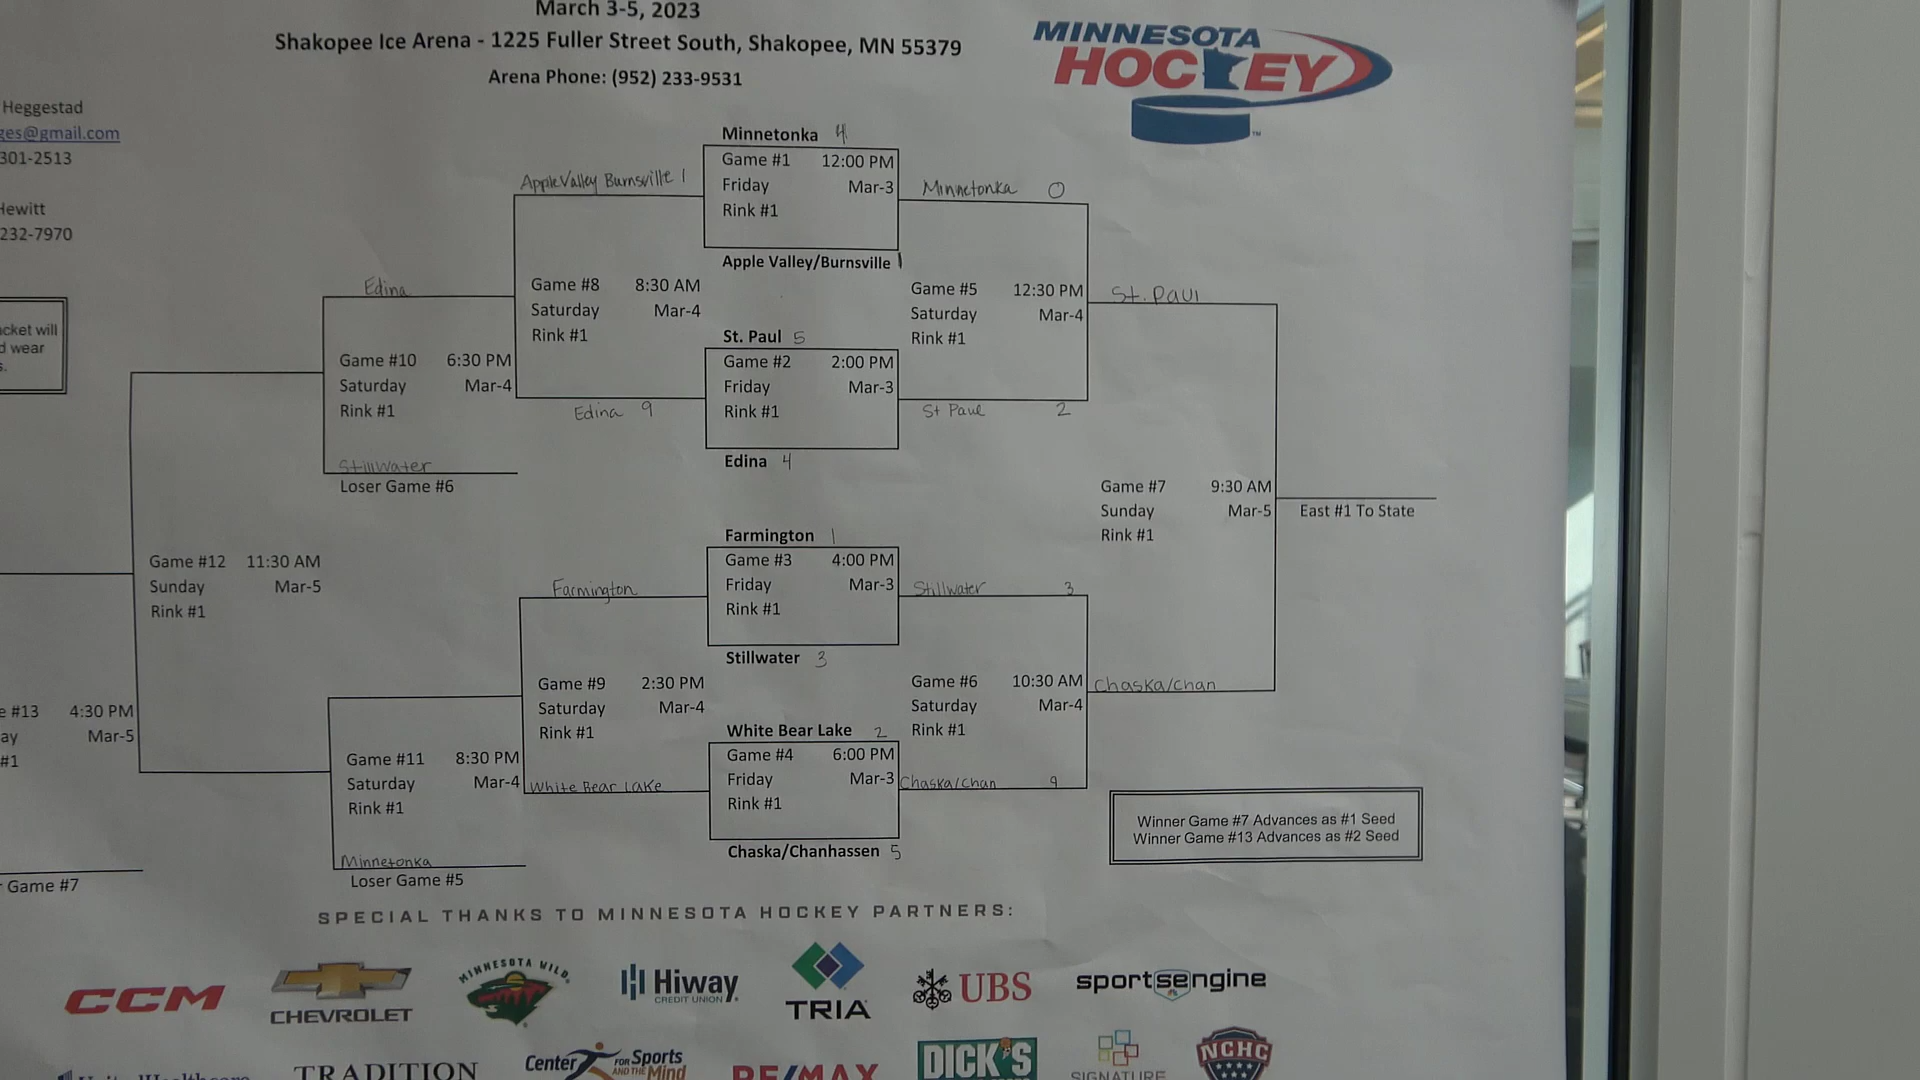 March 3-5, 2023
Shakopee Ice Arena - 1225 Fuller Street South, Shakopee, MN 55379
Arena Phone: (952) 233-9531
MINNESOTA
HOCKEY
Heggestad
ges@gmail.com
301-2513
Hewitt
232-7970
cket will
d wear
s.
Minnetonka 4
Game #1 12:00 PM
Friday Mar-3
Rink #1
Apple Valley/Burnsville 1
Apple Valley Burnsville 1
Minnetonka 0
Game #8 8:30 AM
Saturday Mar-4
Rink #1
Game #5 12:30 PM
Saturday Mar-4
Rink #1
Edina
St. Paul
St. Paul 5
Game #2 2:00 PM
Friday Mar-3
Rink #1
Edina 4
Game #10 6:30 PM
Saturday Mar-4
Rink #1
Edina 9
St Paul 2
Stillwater
Loser Game #6
Game #7 9:30 AM
Sunday Mar-5
Rink #1
East #1 To State
Farmington 1
Game #3 4:00 PM
Friday Mar-3
Rink #1
Stillwater 3
Game #12 11:30 AM
Sunday Mar-5
Rink #1
Farmington
Stillwater 3
Game #9 2:30 PM
Saturday Mar-4
Rink #1
Game #6 10:30 AM
Saturday Mar-4
Rink #1
Chaska/Chan
e #13 4:30 PM
ay Mar-5
#1
White Bear Lake 2
Game #4 6:00 PM
Friday Mar-3
Rink #1
Chaska/Chanhassen 5
Game #11 8:30 PM
Saturday Mar-4
Rink #1
White Bear Lake
Chaska/Chan 9
Minnetonka
Loser Game #5
Game #7
Winner Game #7 Advances as #1 Seed
Winner Game #13 Advances as #2 Seed
SPECIAL THANKS TO MINNESOTA HOCKEY PARTNERS:
CCM
CHEVROLET
MINNESOTA WILD
Hiway
CREDIT UNION
TRIA
UBS
sportsengine
TRADITION
Center FOR Sports
AND THE Mind
RE/MAX
DICK'S
SIGNATURE
NCHC